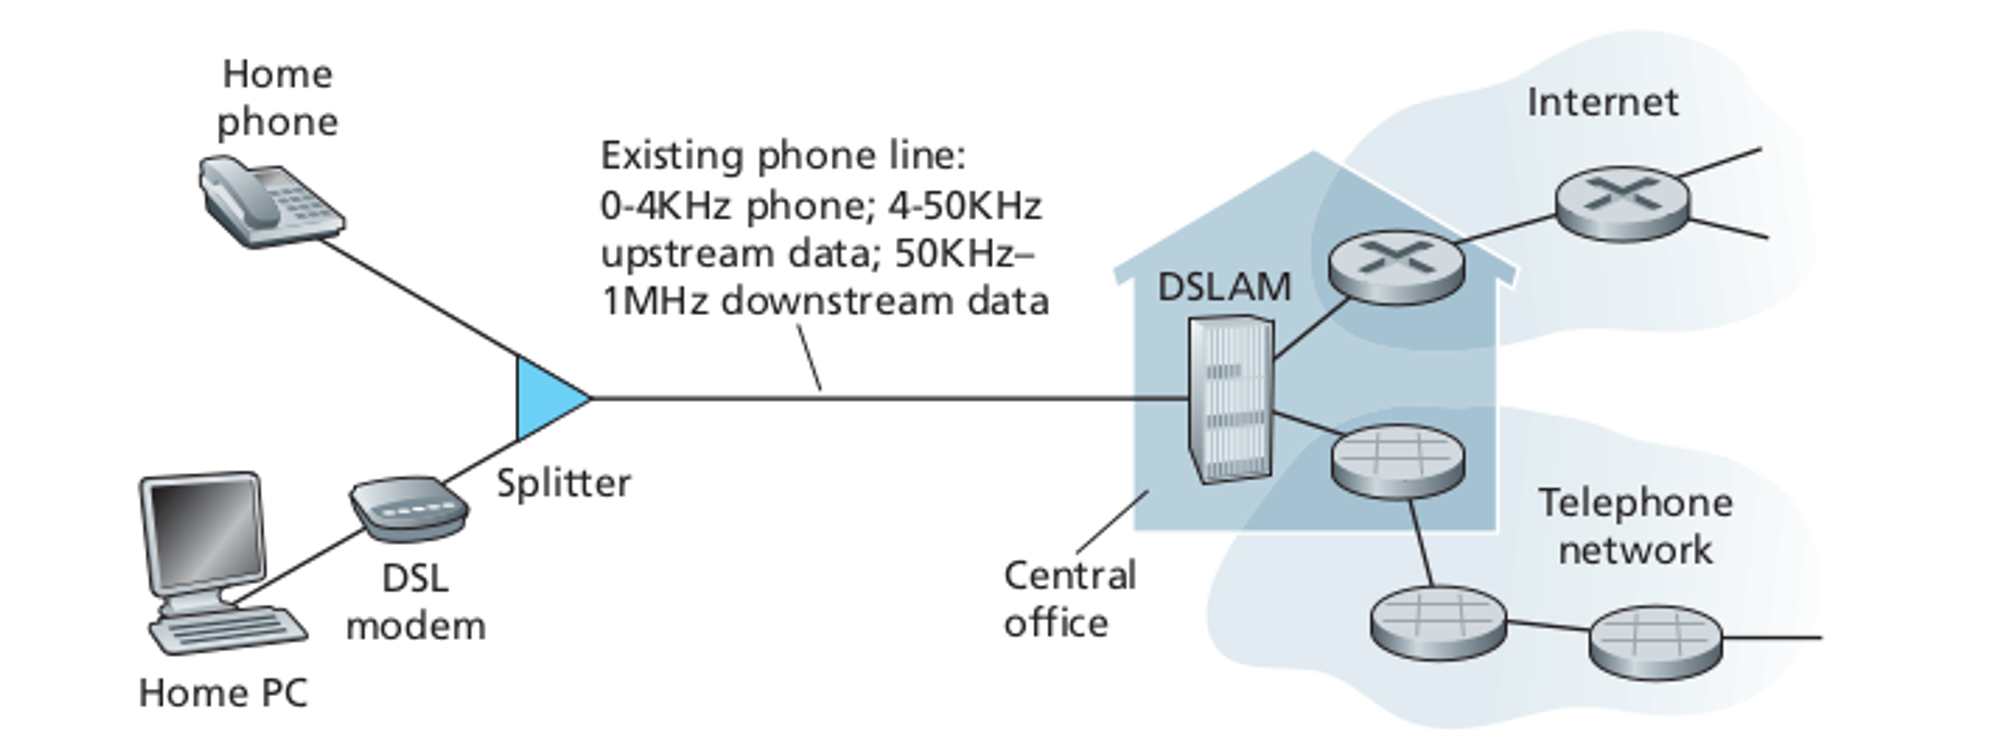 Home
phone
Existing phone line:
0-4KHz phone; 4-50KHz
upstream data; 50KHz–
1MHz downstream data
Internet
DSLAM
Splitter
DSL
modem
Home PC
Central
office
Telephone
network